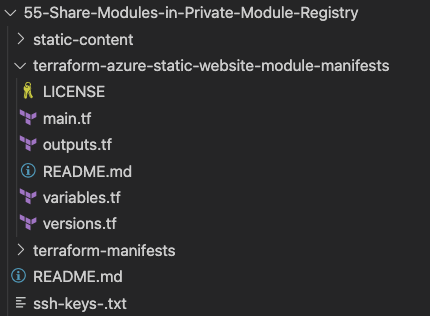 55-Share-Modules-in-Private-Module-Registry
static-content
terraform-azure-static-website-module-manifests
LICENSE
main.tf
outputs.tf
README.md
variables.tf
versions.tf
terraform-manifests
README.md
ssh-keys-.txt